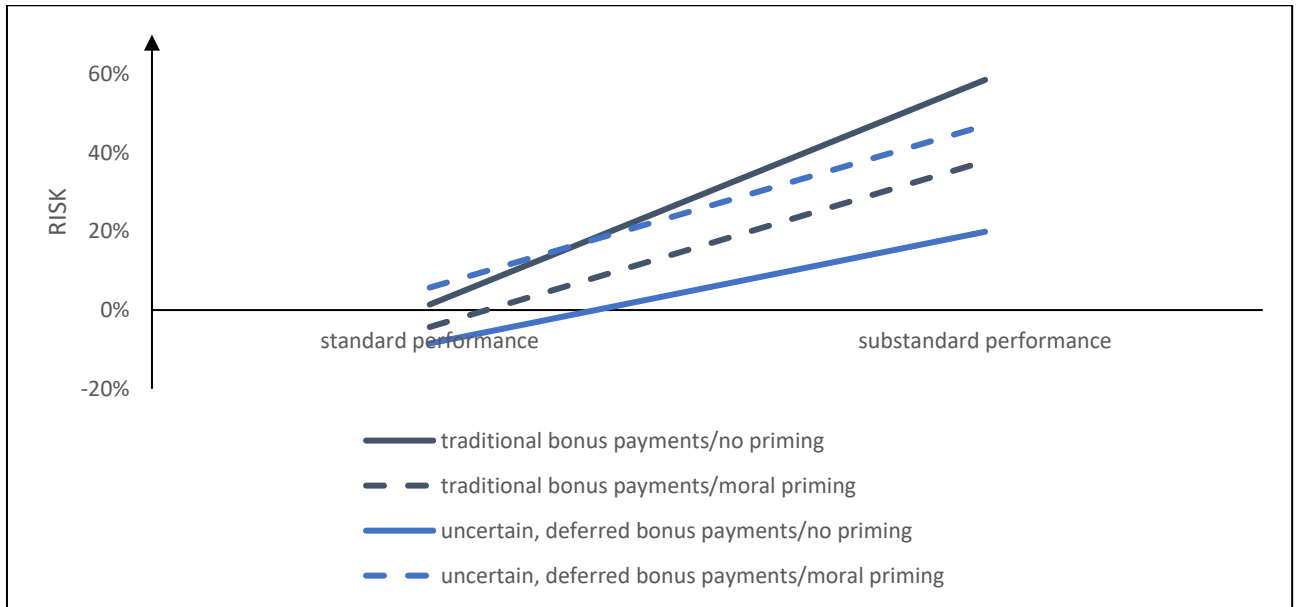 60%
40%
20%
0%
-20%
RISK
standard performance
substandard performance
traditional bonus payments/no priming
traditional bonus payments/moral priming
uncertain, deferred bonus payments/no priming
uncertain, deferred bonus payments/moral priming